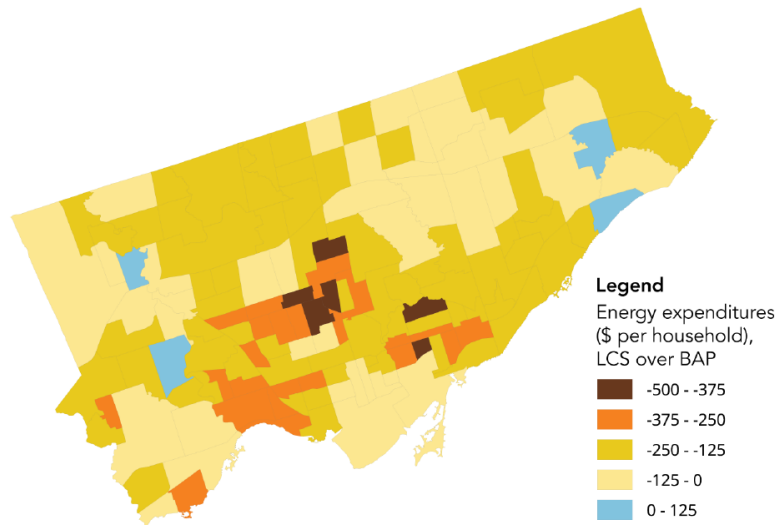 Legend
Energy expenditures
($ per household),
LCS over BAP
-500 - -375
-375 - -250
-250 - -125
-125 - 0
0 - 125